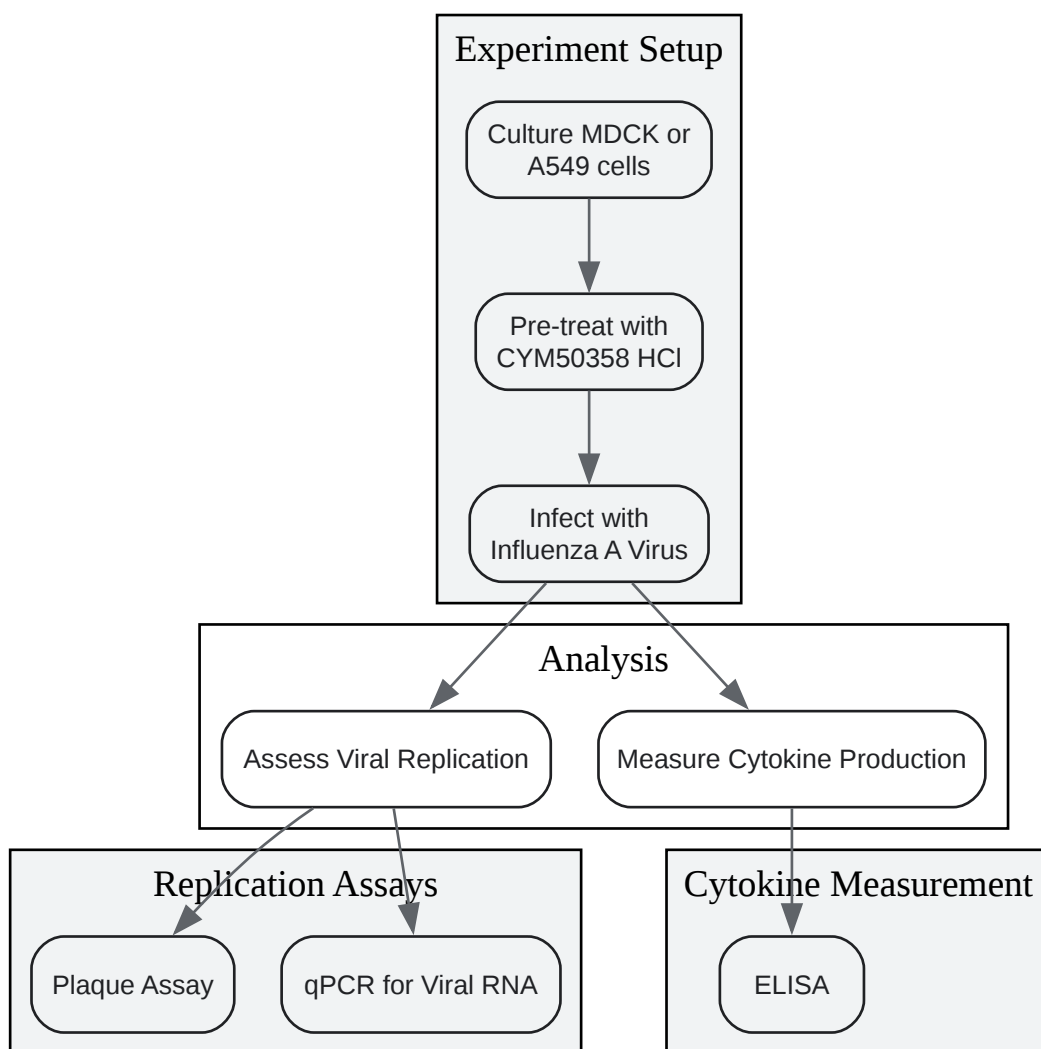 Experiment Setup
Culture MDCK or
A549 cells
Pre-treat with
CYM50358 HCl
Infect with
Influenza A Virus
Analysis
Assess Viral Replication
Measure Cytokine Production
Replication Assays
Cytokine Measurement
Plaque Assay
qPCR for Viral RNA
ELISA